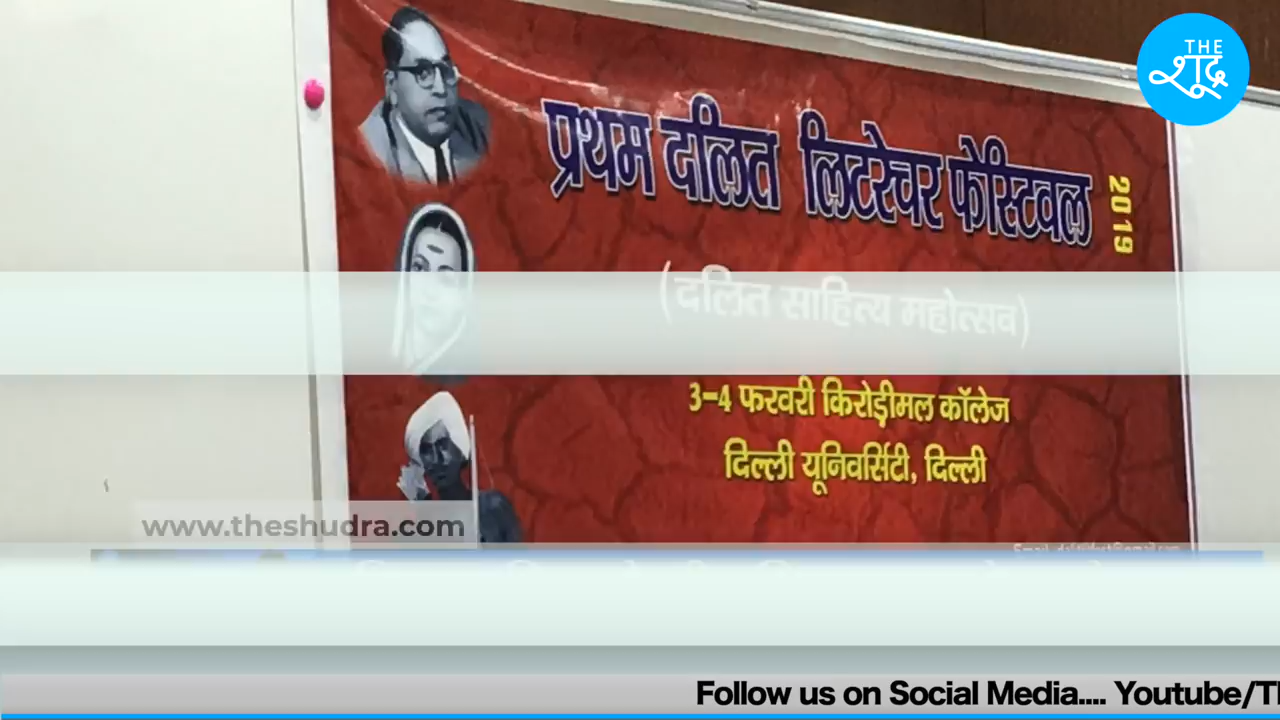 THE
शूद्र
प्रथम दलित लिटरेचर फेस्टिवल
2019
(दलित साहित्य महोत्सव)
3-4 फरवरी किरोड़ीमल कॉलेज
दिल्ली यूनिवर्सिटी, दिल्ली
www.theshudra.com
Follow us on Social Media.... Youtube/